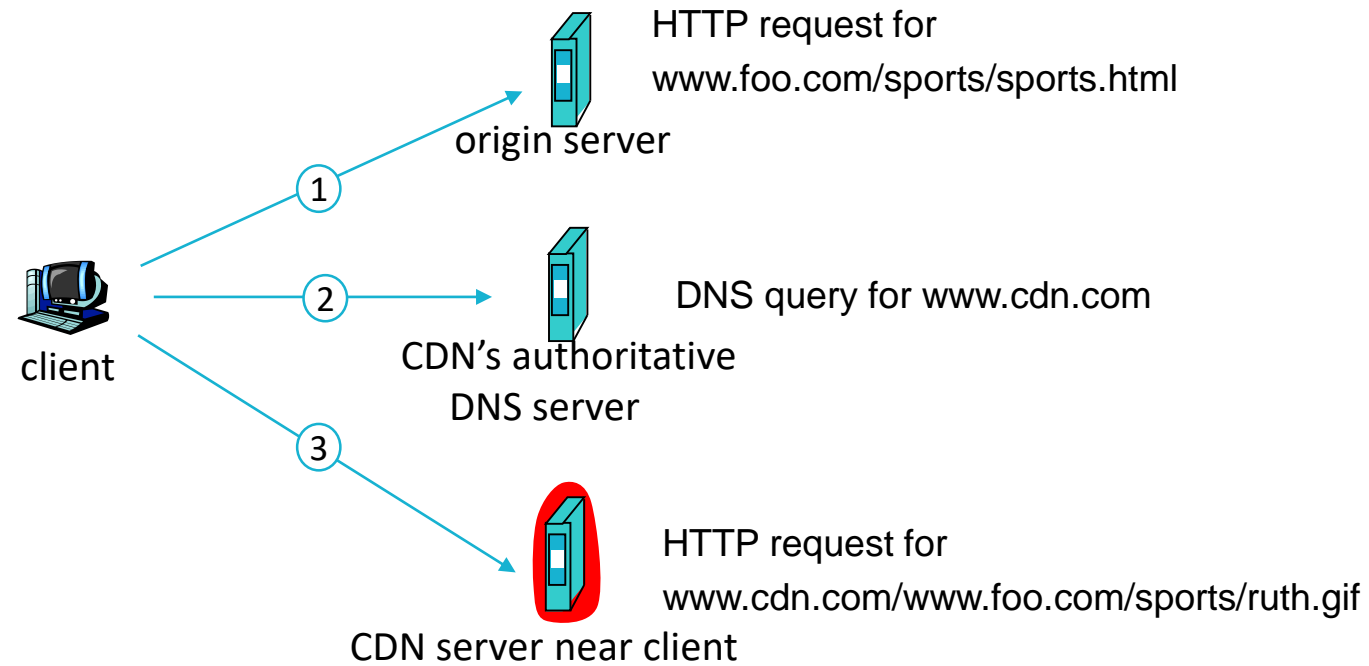 HTTP request for
www.foo.com/sports/sports.html
origin server
1
2
DNS query for www.cdn.com
CDN’s authoritative
DNS server
client
3
HTTP request for
www.cdn.com/www.foo.com/sports/ruth.gif
CDN server near client